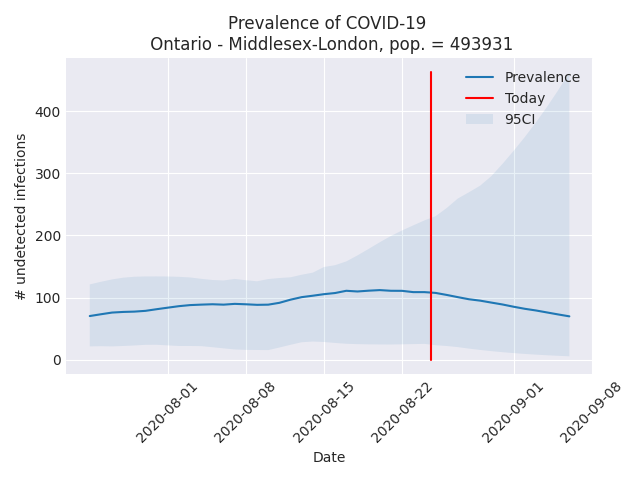 Prevalence of COVID-19
Ontario - Middlesex-London, pop. = 493931
Prevalence
Today
95CI
# undetected infections
400
300
200
100
0
2020-08-01
2020-08-08
2020-08-15
2020-08-22
2020-09-01
2020-09-08
Date